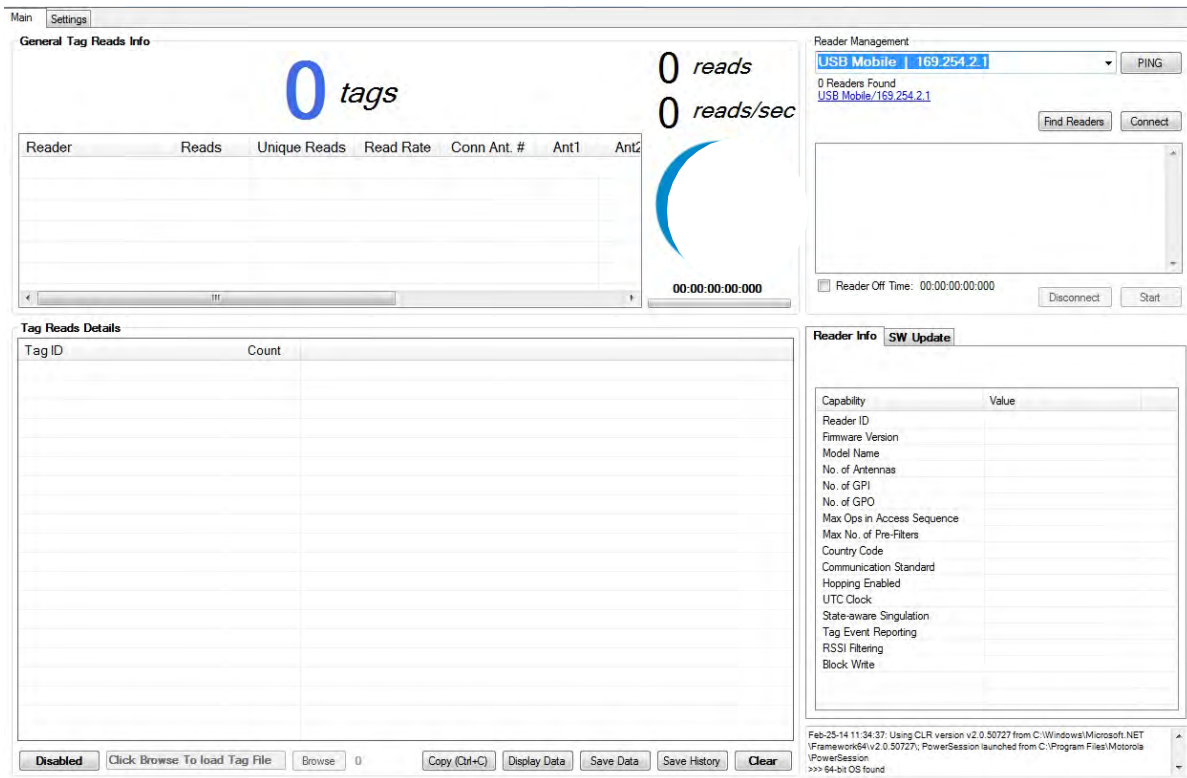 Main Settings
General Tag Reads Info
0 tags
0 reads
0 reads/sec
Reader Reads Unique Reads Read Rate Conn Ant. # Ant1 Ant2
00:00:00:00:000
Reader Management
USB Mobile | 169.254.2.1 PING
0 Readers Found
USB Mobile/169.254.2.1
Find Readers Connect
Reader Off Time: 00:00:00:00:000
Disconnect Start
Tag Reads Details
Tag ID Count
Disabled Click Browse To load Tag File Browse 0 Copy (Ctrl+C) Display Data Save Data Save History Clear
Reader Info SW Update
Capability Value
Reader ID
Firmware Version
Model Name
No. of Antennas
No. of GPI
No. of GPO
Max Ops in Access Sequence
Max No. of Pre-Filters
Country Code
Communication Standard
Hopping Enabled
UTC Clock
State-aware Singulation
Tag Event Reporting
RSSI Filtering
Block Write
Feb-25-14 11:34:37: Using CLR version v2.0.50727 from C:\Windows\Microsoft.NET
\Framework64\v2.0.50727\; PowerSession launched from C:\Program Files\Motorola
\PowerSession
>>> 64-bit OS found